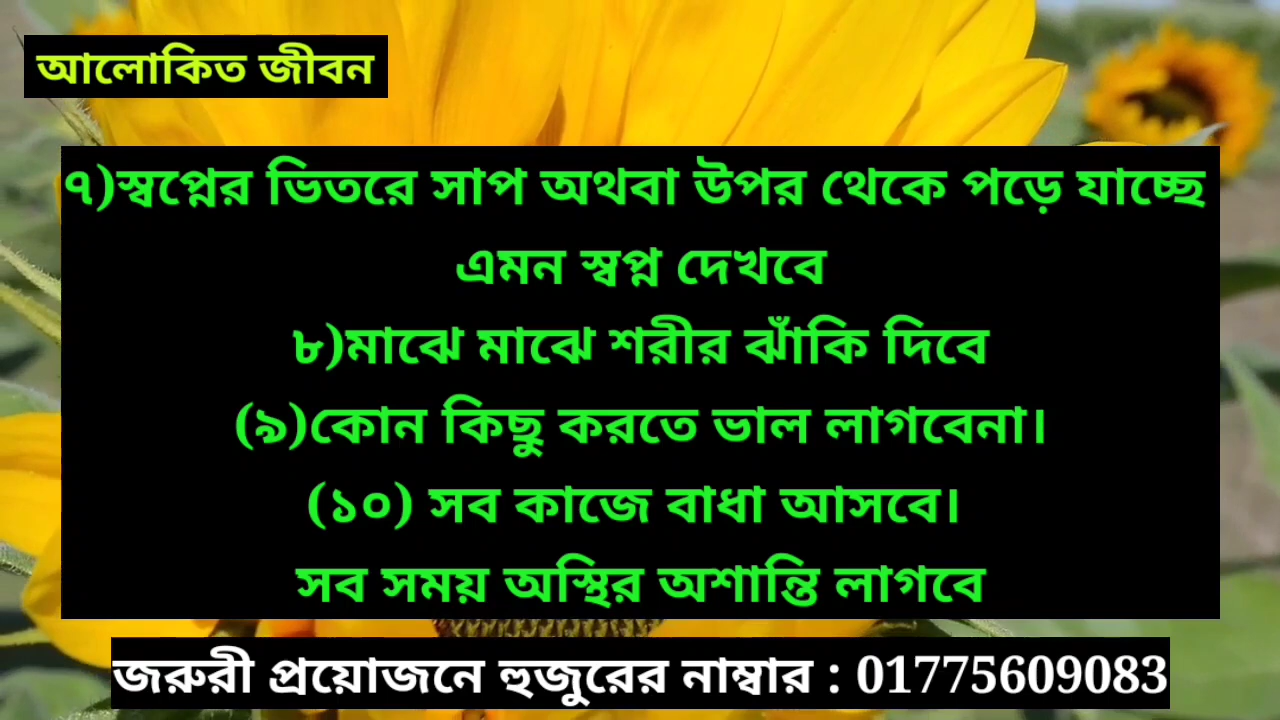 আলোকিত জীবন
৭)স্বপ্নের ভিতরে সাপ অথবা উপর থেকে পড়ে যাচ্ছে
এমন স্বপ্ন দেখবে
৮)মাঝে মাঝে শরীর ঝাঁকি দিবে
(৯)কোন কিছু করতে ভাল লাগবেনা।
(১০) সব কাজে বাধা আসবে।
সব সময় অস্থির অশান্তি লাগবে
জরুরী প্রয়োজনে হুজুরের নাম্বার : 01775609083